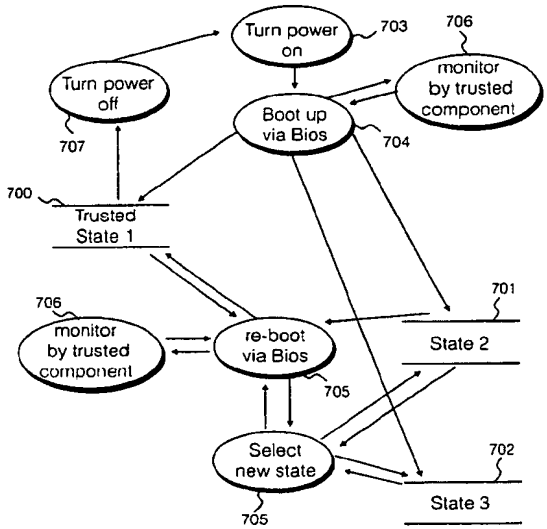 Turn power
on
703
706
monitor
by trusted
component
Turn power
off
707
Boot up
via Bios
704
700
Trusted
State 1
701
State 2
706
monitor
by trusted
component
re-boot
via Bios
705
Select
new state
705
702
State 3